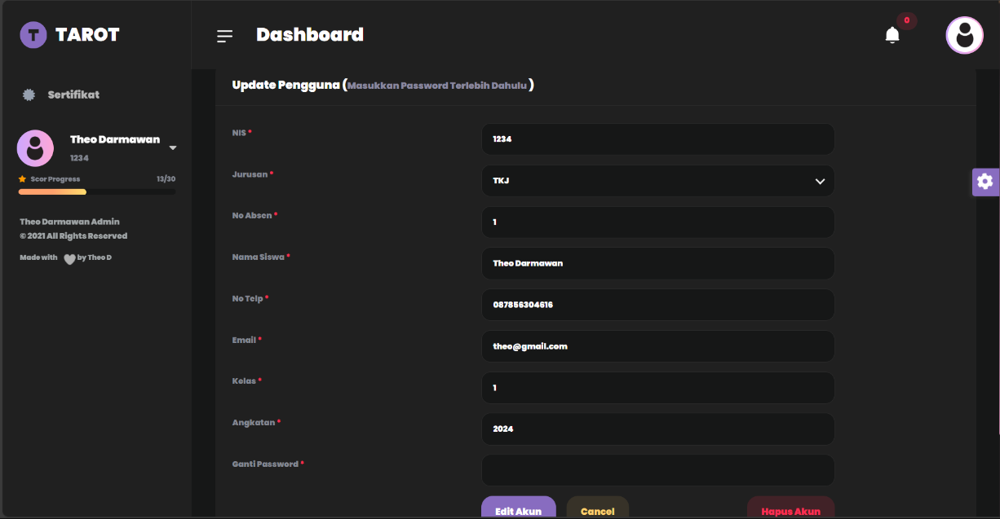 T TAROT
Dashboard
0
Sertifikat
Theo Darmawan
1234
Scor Progress 13/30
Theo Darmawan Admin
© 2021 All Rights Reserved
Made with by Theo D
Update Pengguna (Masukkan Password Terlebih Dahulu )
NIS * 1234
Jurusan * TKJ
No Absen * 1
Nama Siswa * Theo Darmawan
No Telp * 087856304616
Email * theo@gmail.com
Kelas * 1
Angkatan * 2024
Ganti Password *
Edit Akun Cancel Hapus Akun